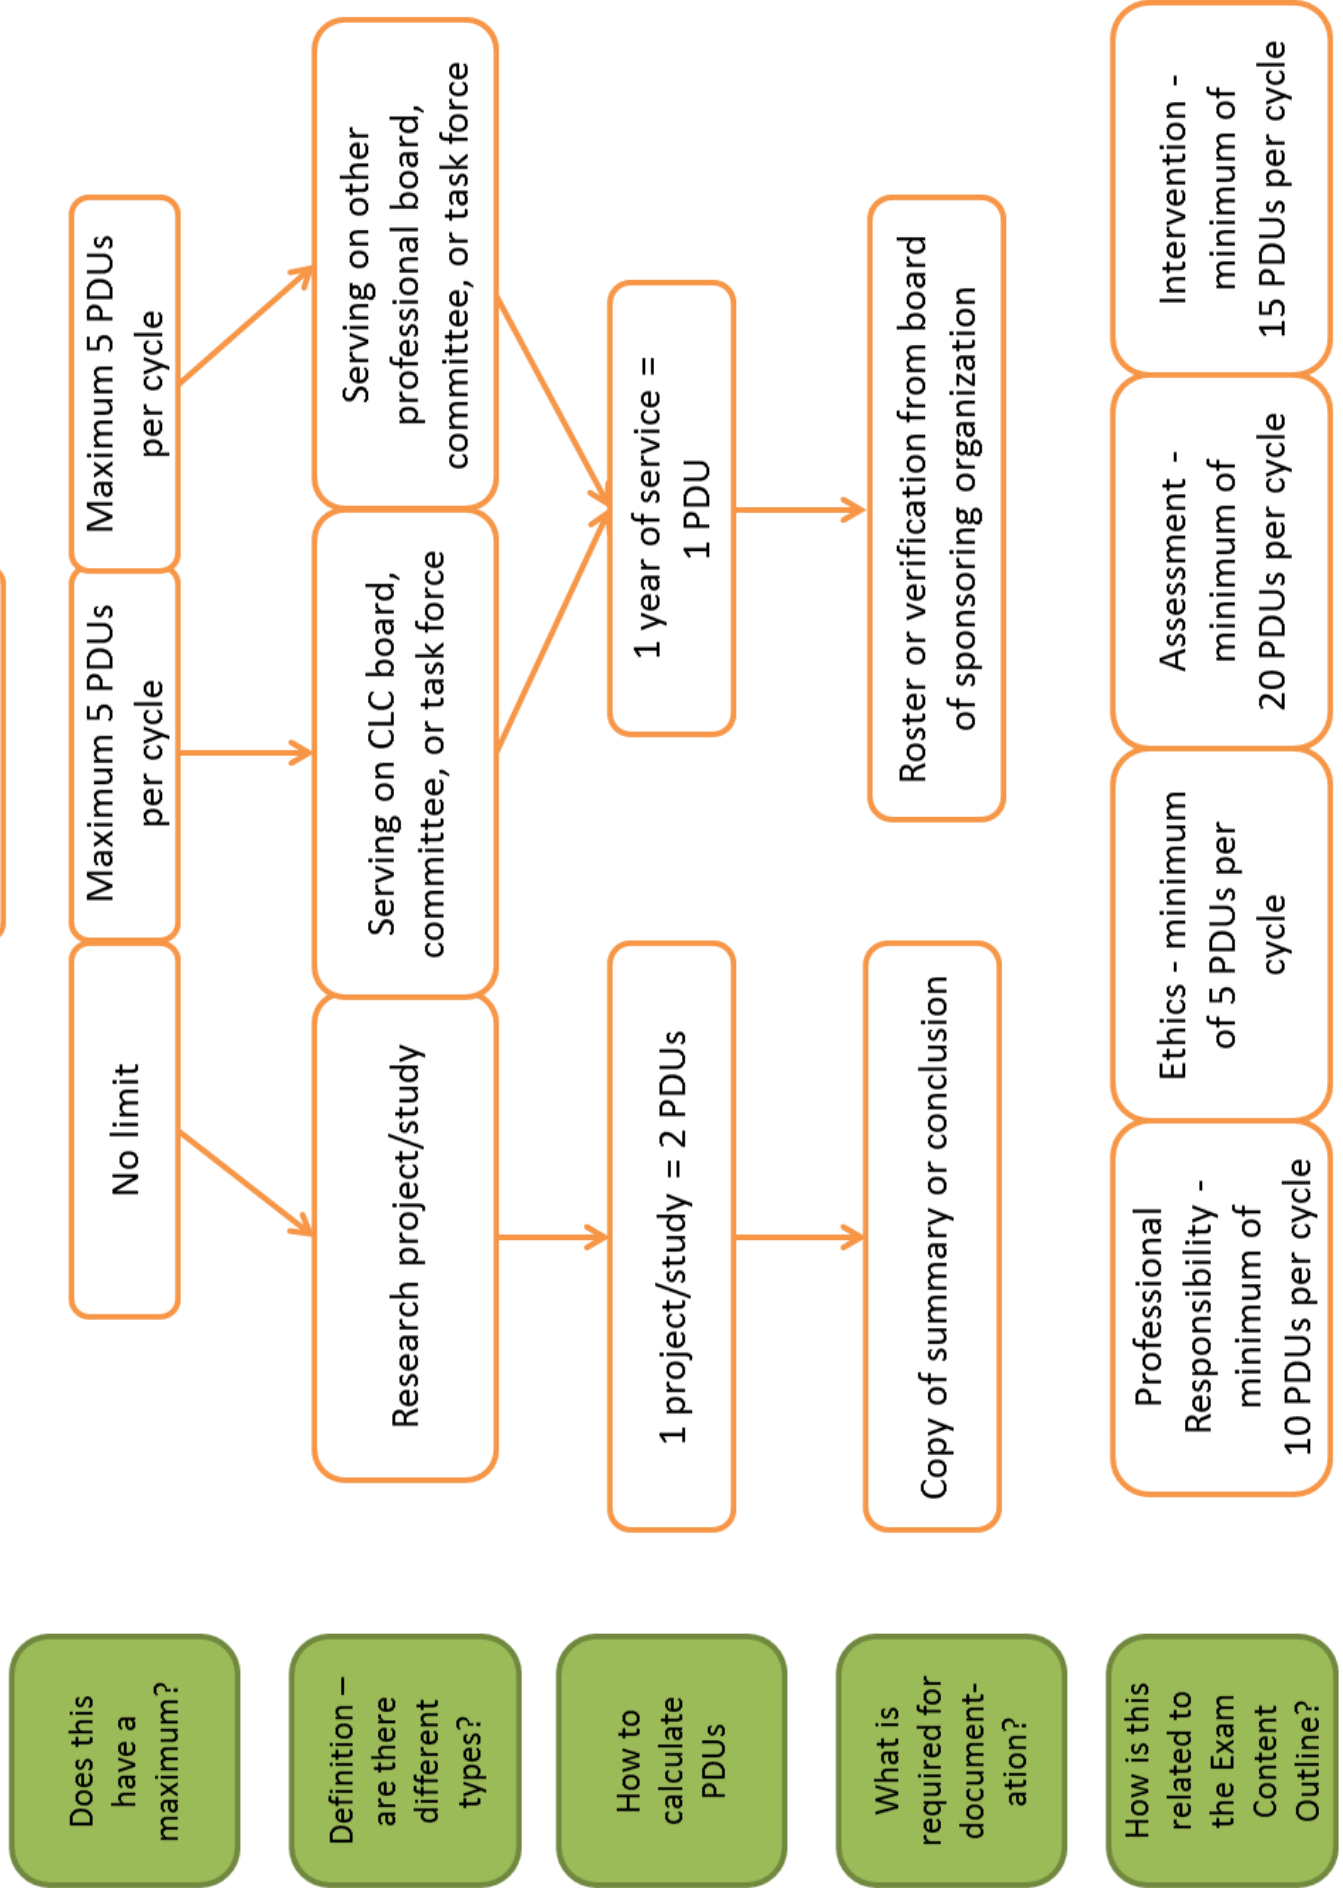 Does this
have a
maximum?
No limit
Maximum 5 PDUs
per cycle
Maximum 5 PDUs
per cycle
Definition –
are there
different
types?
Research project/study
Serving on CLC board,
committee, or task force
Serving on other
professional board,
committee, or task force
How to
calculate
PDUs
1 project/study = 2 PDUs
1 year of service =
1 PDU
What is
required for
document-
ation?
Copy of summary or conclusion
Roster or verification from board
of sponsoring organization
How is this
related to
the Exam
Content
Outline?
Professional
Responsibility -
minimum of
10 PDUs per cycle
Ethics - minimum
of 5 PDUs per
cycle
Assessment -
minimum of
20 PDUs per cycle
Intervention -
minimum of
15 PDUs per cycle